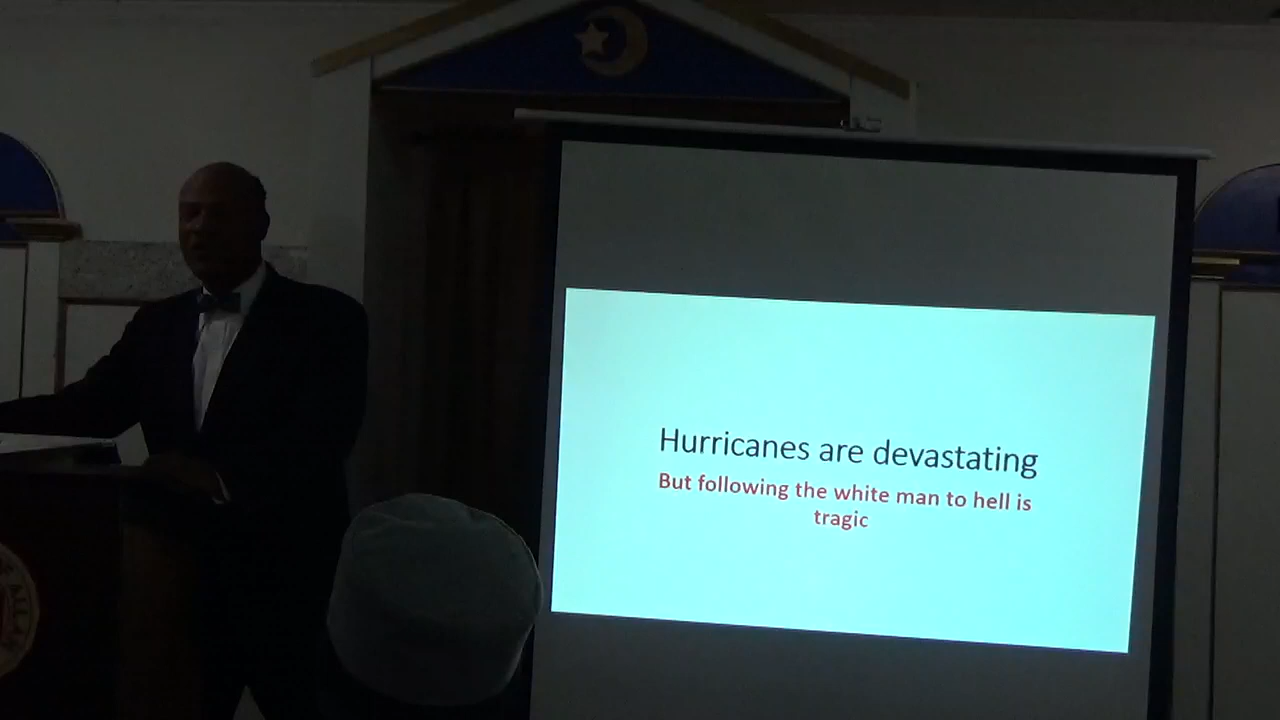 Hurricanes are devastating
But following the white man to hell is
tragic